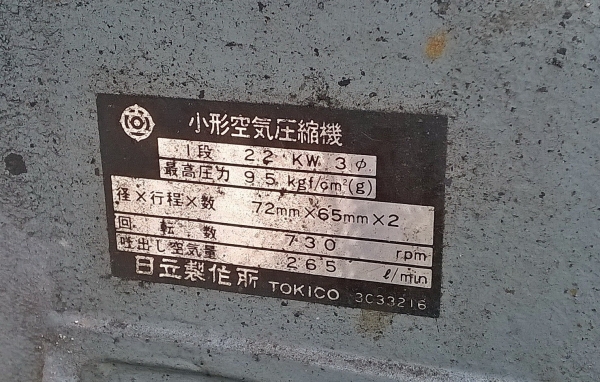 小形空気圧縮機
1段 2.2 KW 3φ
最高圧力 9.5 kgf/cm²(g)
径×行程×数 72mm×65mm×2
回転数 730 rpm
呼出し空気量 265 ℓ/min
日立製作所 TOKICO 3C33216